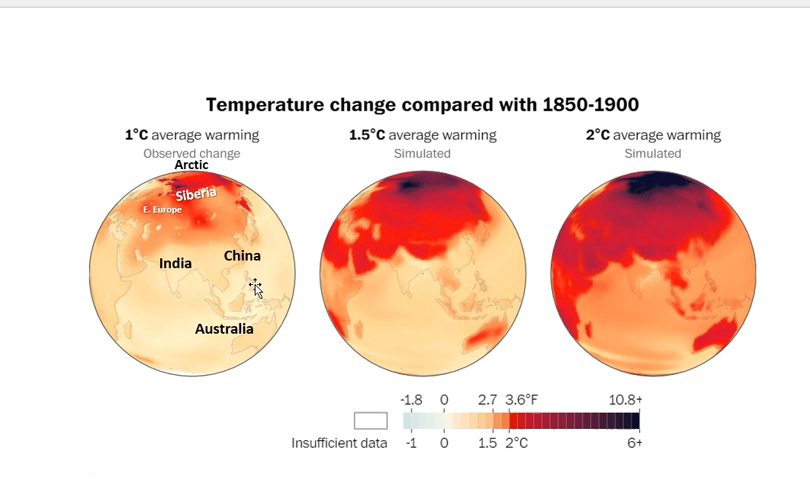 Temperature change compared with 1850-1900
1°C average warming
Observed change
1.5°C average warming
Simulated
2°C average warming
Simulated
Arctic
Siberia
E. Europe
India
China
Australia
-1.8 0 2.7 3.6°F 10.8+
Insufficient data
-1 0 1.5 2°C 6+